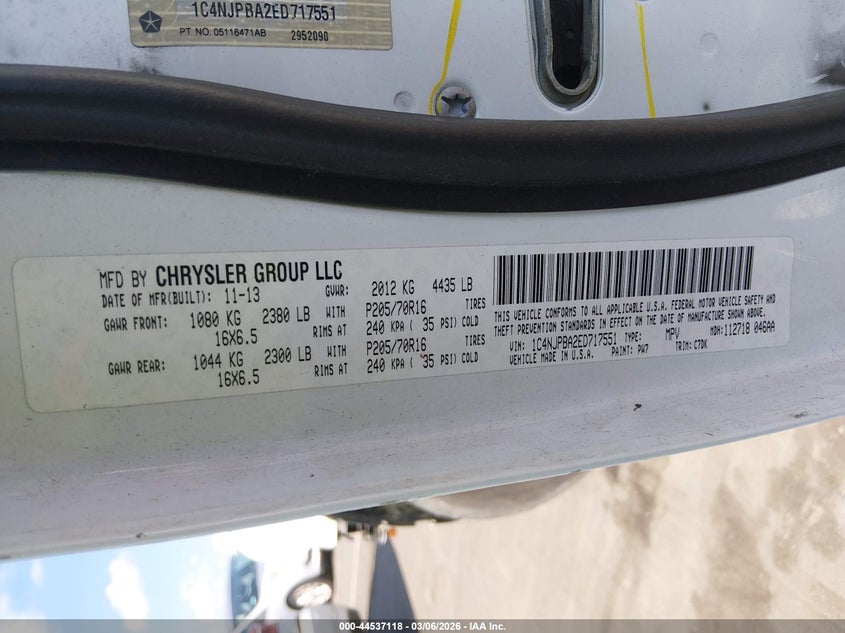 1C4NJPBA2ED717551
PT. NO. 05116471AB 2952090
MFD BY CHRYSLER GROUP LLC
DATE OF MFR(BUILT): 11-13 GVWR: 2012 KG 4435 LB
GAWR FRONT: 1080 KG 2380 LB WITH P205/70R16 TIRES
16X6.5 RIMS AT 240 KPA ( 35 PSI) COLD
GAWR REAR: 1044 KG 2300 LB WITH P205/70R16 TIRES
16X6.5 RIMS AT 240 KPA ( 35 PSI) COLD
THIS VEHICLE CONFORMS TO ALL APPLICABLE U.S.A. FEDERAL MOTOR VEHICLE SAFETY AND
THEFT PREVENTION STANDARDS IN EFFECT ON THE DATE OF MANUFACTURE SHOWN ABOVE.
VIN: 1C4NJPBA2ED717551 TYPE: MPV MDH: 112718 046AA
VEHICLE MADE IN U.S.A. PAINT: PW7 TRIM: C7DK
000-44537118 - 03/06/2026 - IAA Inc.